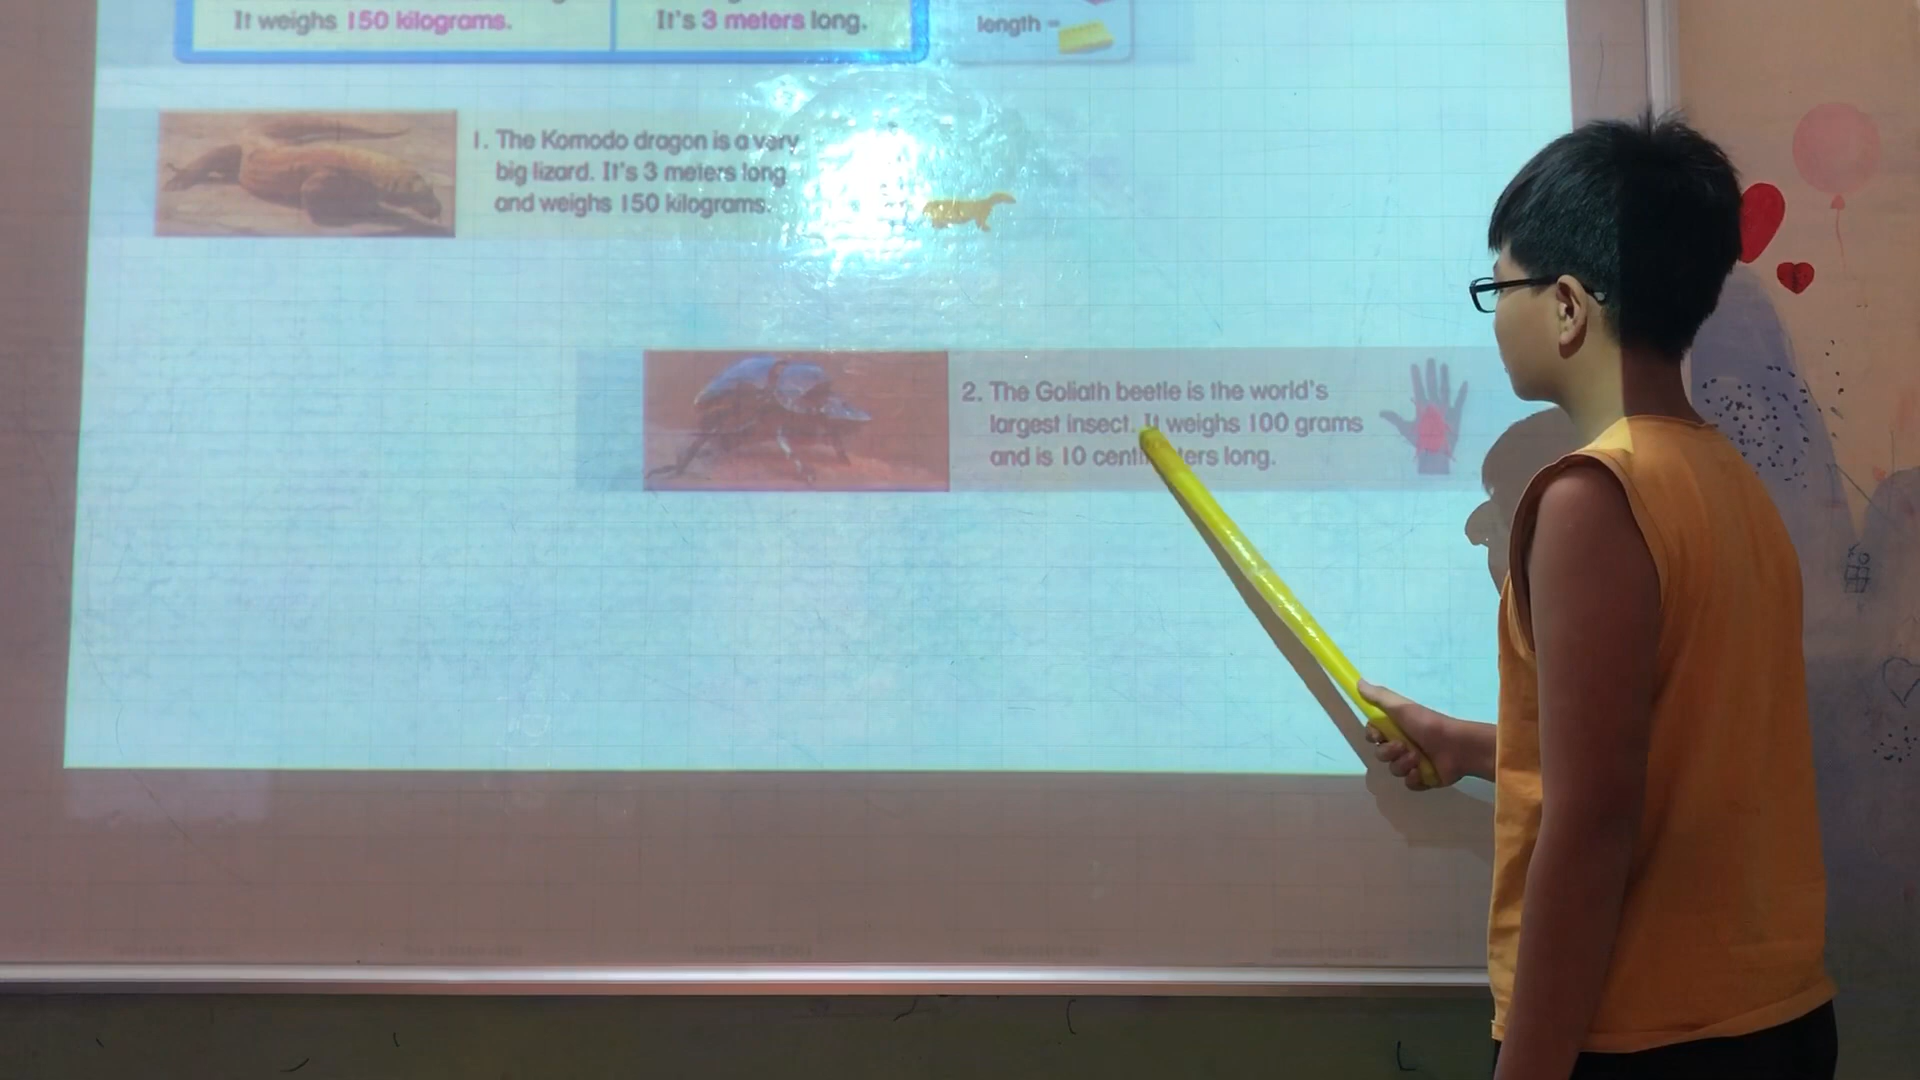 It weighs 150 kilograms.
It's 3 meters long.
length =
1. The Komodo dragon is a very
big lizard. It's 3 meters long
and weighs 150 kilograms.
2. The Goliath beetle is the world's
largest insect. It weighs 100 grams
and is 10 centimeters long.